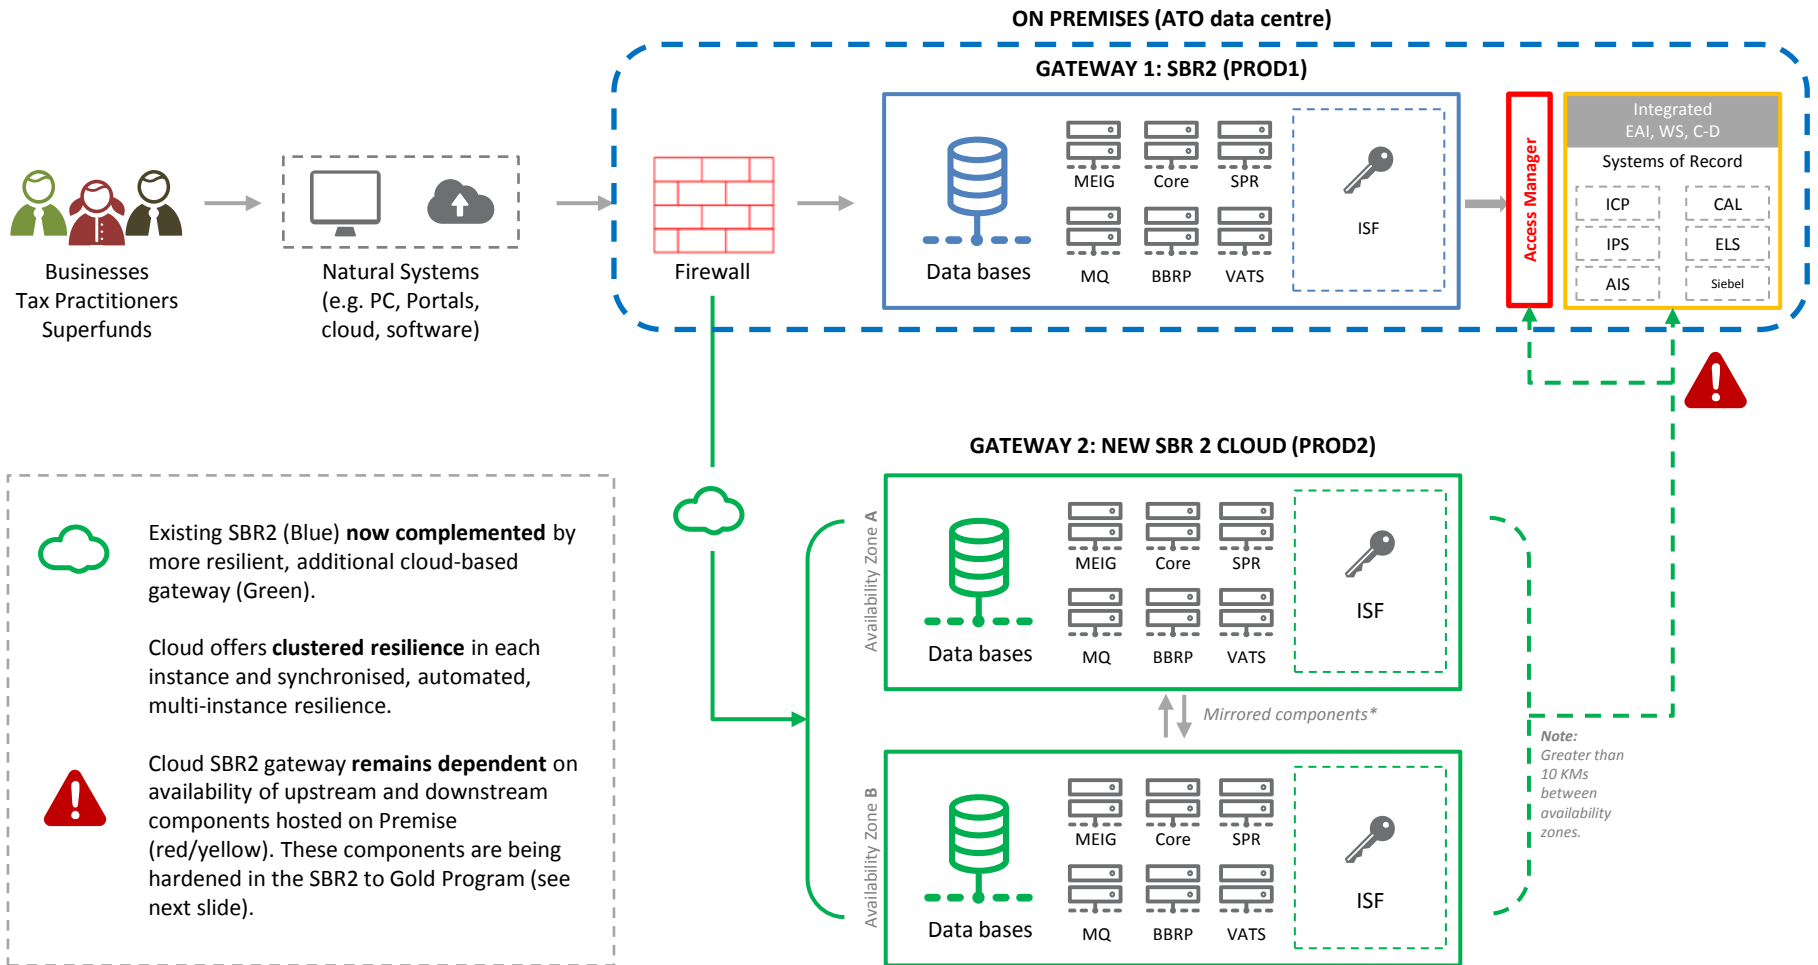 ON PREMISES (ATO data centre)
GATEWAY 1: SBR2 (PROD1)
Businesses
Tax Practitioners
Superfunds
Natural Systems
(e.g. PC, Portals,
cloud, software)
Firewall
Data bases
MEIG
Core
SPR
MQ
BBRP
VATS
ISF
Access Manager
Integrated
EAI, WS, C-D
Systems of Record
ICP
CAL
IPS
ELS
AIS
Siebel
GATEWAY 2: NEW SBR 2 CLOUD (PROD2)
Availability Zone A
Data bases
MEIG
Core
SPR
MQ
BBRP
VATS
ISF
Mirrored components*
Availability Zone B
Data bases
MEIG
Core
SPR
MQ
BBRP
VATS
ISF
Note:
Greater than
10 KMs
between
availability
zones.
Existing SBR2 (Blue) now complemented by
more resilient, additional cloud-based
gateway (Green).
Cloud offers clustered resilience in each
instance and synchronised, automated,
multi-instance resilience.
Cloud SBR2 gateway remains dependent on
availability of upstream and downstream
components hosted on Premise
(red/yellow). These components are being
hardened in the SBR2 to Gold Program (see
next slide).